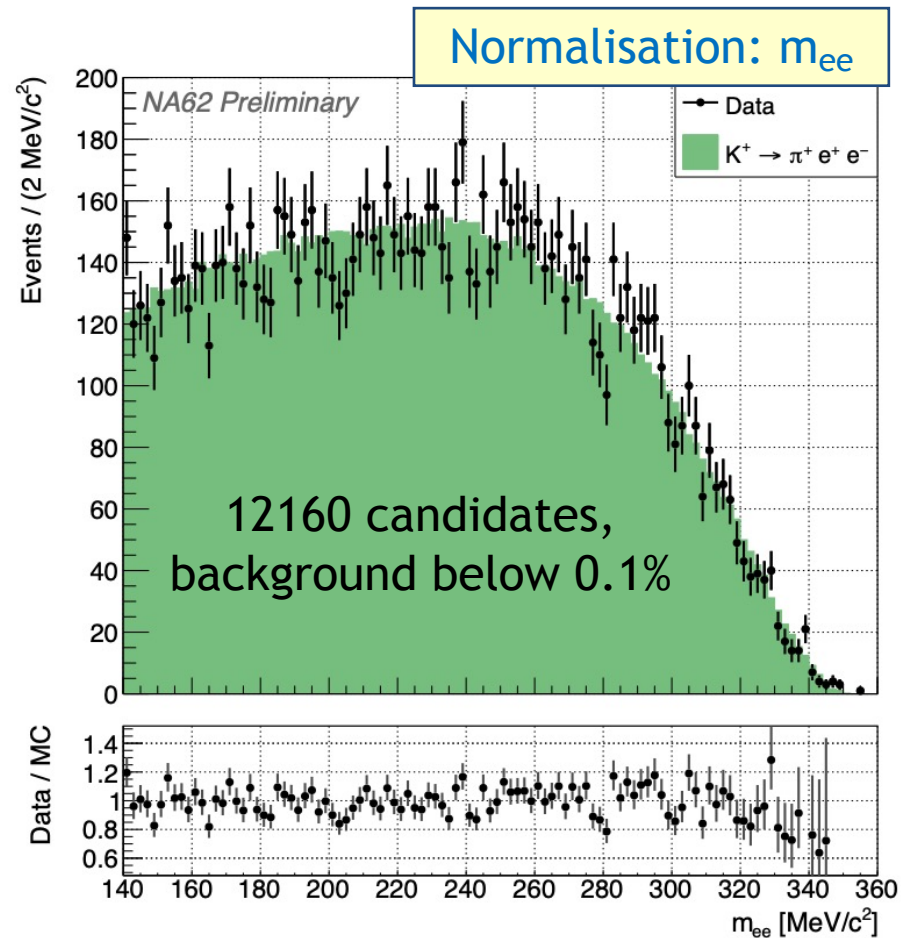 Normalisation: mee
NA62 Preliminary
Data
K+ → π+ e+ e−
Events / (2 MeV/c2)
200
180
160
140
120
100
80
60
40
20
0
12160 candidates,
background below 0.1%
Data / MC
1.4
1.2
1
0.8
0.6
140 160 180 200 220 240 260 280 300 320 340 360
mee [MeV/c2]